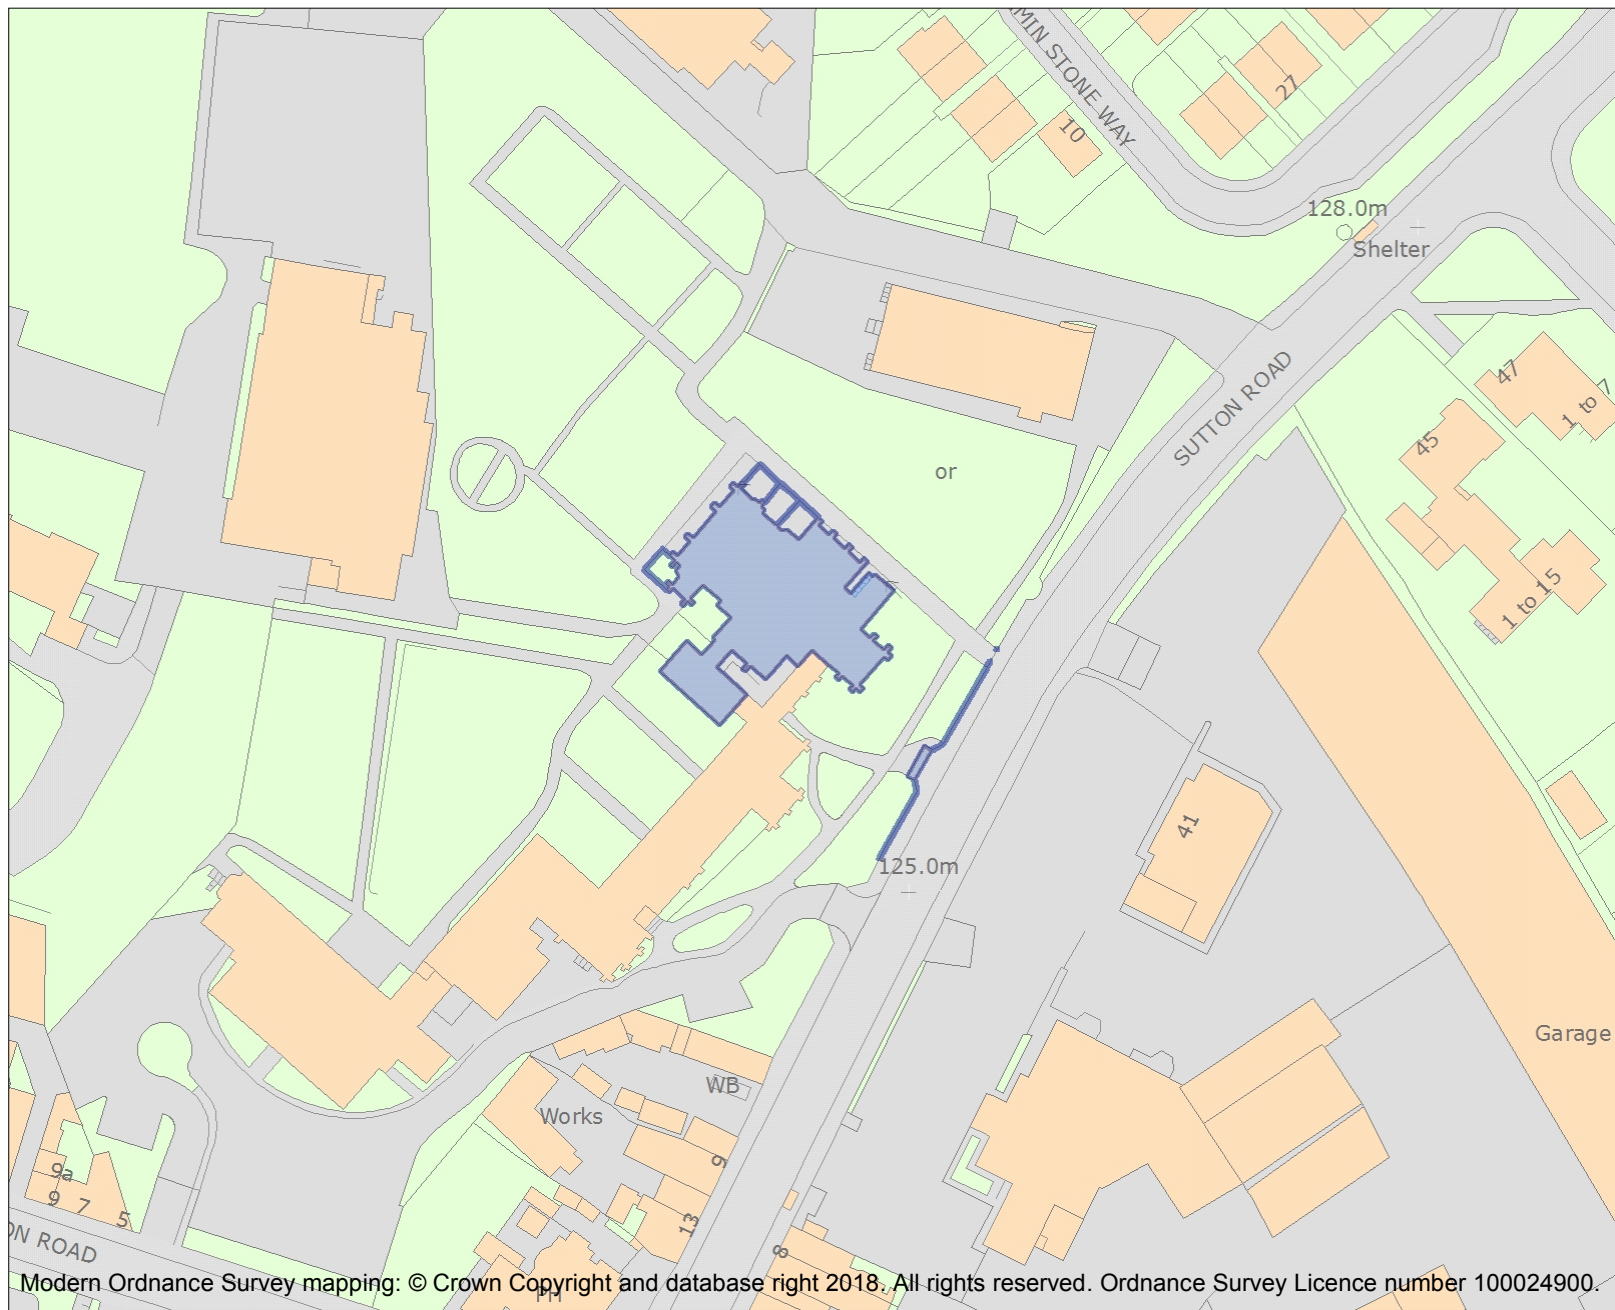 MIN STONE WAY
27
10
128.0m
Shelter
SUTTON ROAD
47
1 to 7
45
or
1 to 15
41
125.0m
Garage
WB
Works
9
9a
9 7 5
13
ON ROAD
8
PH
Modern Ordnance Survey mapping: © Crown Copyright and database right 2018. All rights reserved. Ordnance Survey Licence number 100024900.